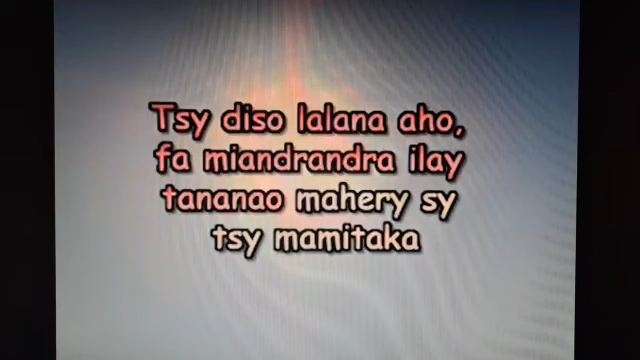 Tsy diso lalana aho,
fa miandrandra ilay
tananao mahery sy
tsy mamitaka